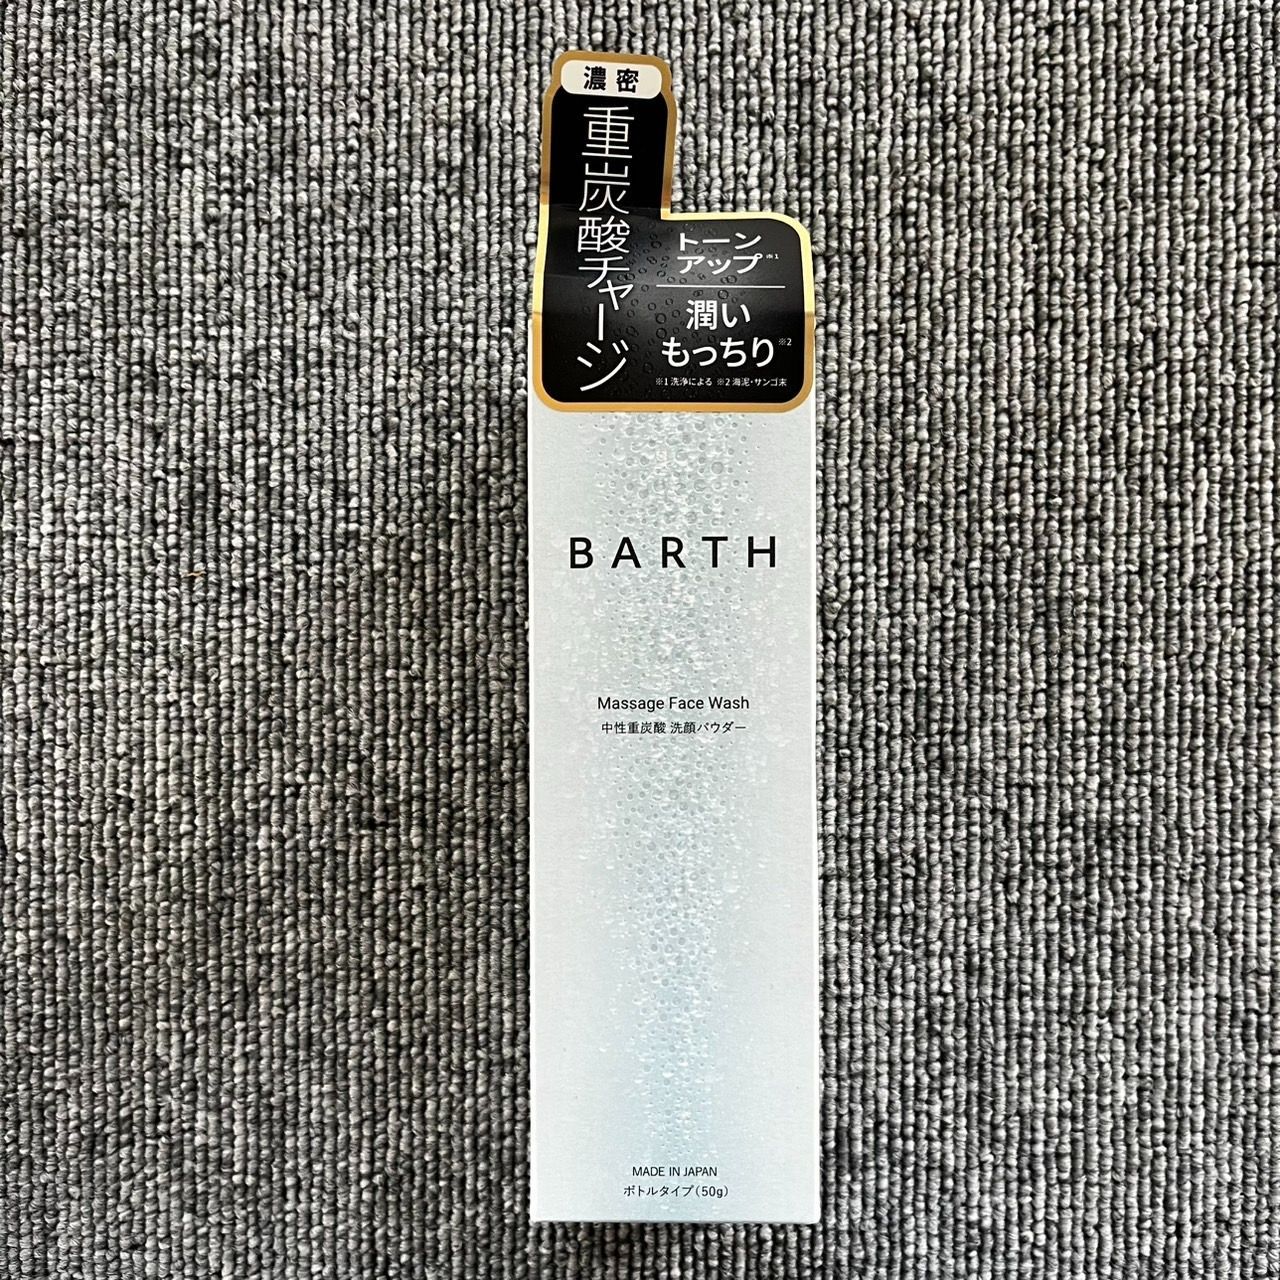 濃密
重炭酸チャージ
トーン
アップ※1
潤い
もっちり※2
※1 洗浄による ※2 海泥・サンゴ末
BARTH
Massage Face Wash
中性重炭酸 洗顔パウダー
MADE IN JAPAN
ボトルタイプ(50g)